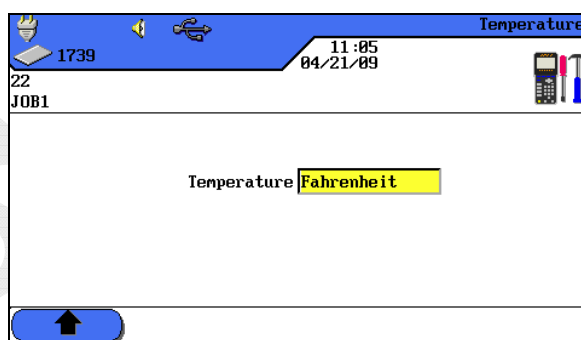 Temperature
1739
11:05
04/21/09
22
JOB1
Temperature Fahrenheit